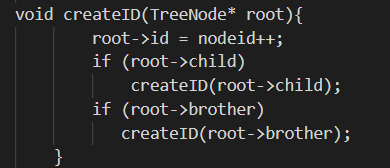 void createID(TreeNode* root){
root->id = nodeid++;
if (root->child)
createID(root->child);
if (root->brother)
createID(root->brother);
}